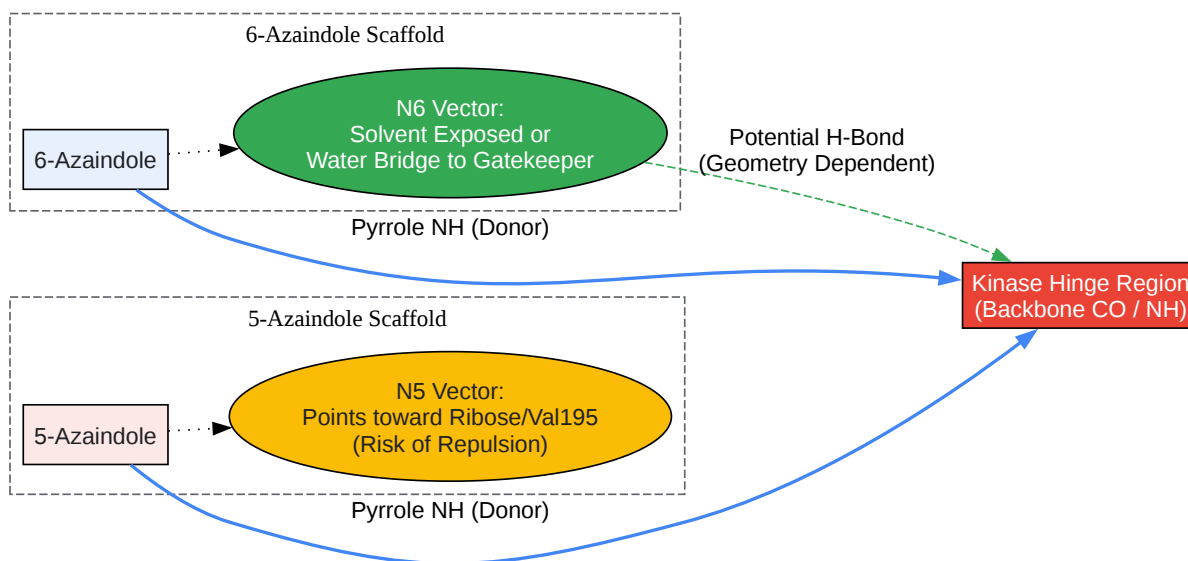 6-Azaindole Scaffold
N6 Vector:
Solvent Exposed or
Water Bridge to Gatekeeper
6-Azaindole
Potential H-Bond
(Geometry Dependent)
Pyrrole NH (Donor)
Kinase Hinge Region
(Backbone CO / NH)
5-Azaindole Scaffold
N5 Vector:
Points toward Ribose/Val195
(Risk of Repulsion)
5-Azaindole
Pyrrole NH (Donor)